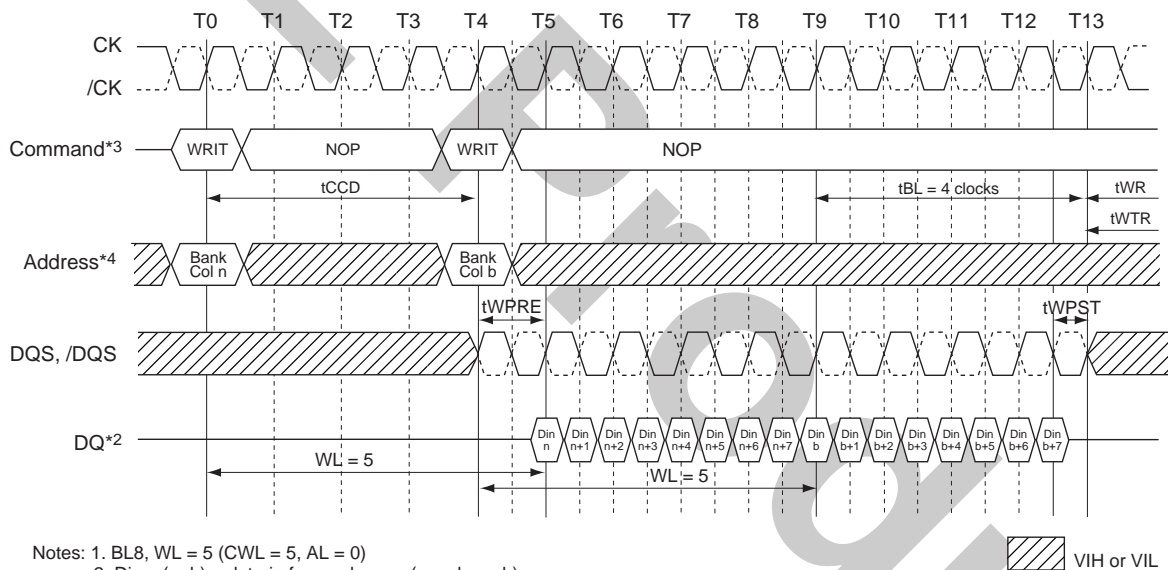 T0 T1 T2 T3 T4 T5 T6 T7 T8 T9 T10 T11 T12 T13
CK
/CK
Command*3 WRIT NOP WRIT NOP
tCCD tBL = 4 clocks tWR
tWTR
Address*4 Bank Col n Bank Col b
tWPRE tWPST
DQS, /DQS
DQ*2 Din n Din n+1 Din n+2 Din n+3 Din n+4 Din n+5 Din n+6 Din n+7 Din b Din b+1 Din b+2 Din b+3 Din b+4 Din b+5 Din b+6 Din b+7
WL = 5 WL = 5
Notes: 1. BL8, WL = 5 (CWL = 5, AL = 0)
VIH or VIL